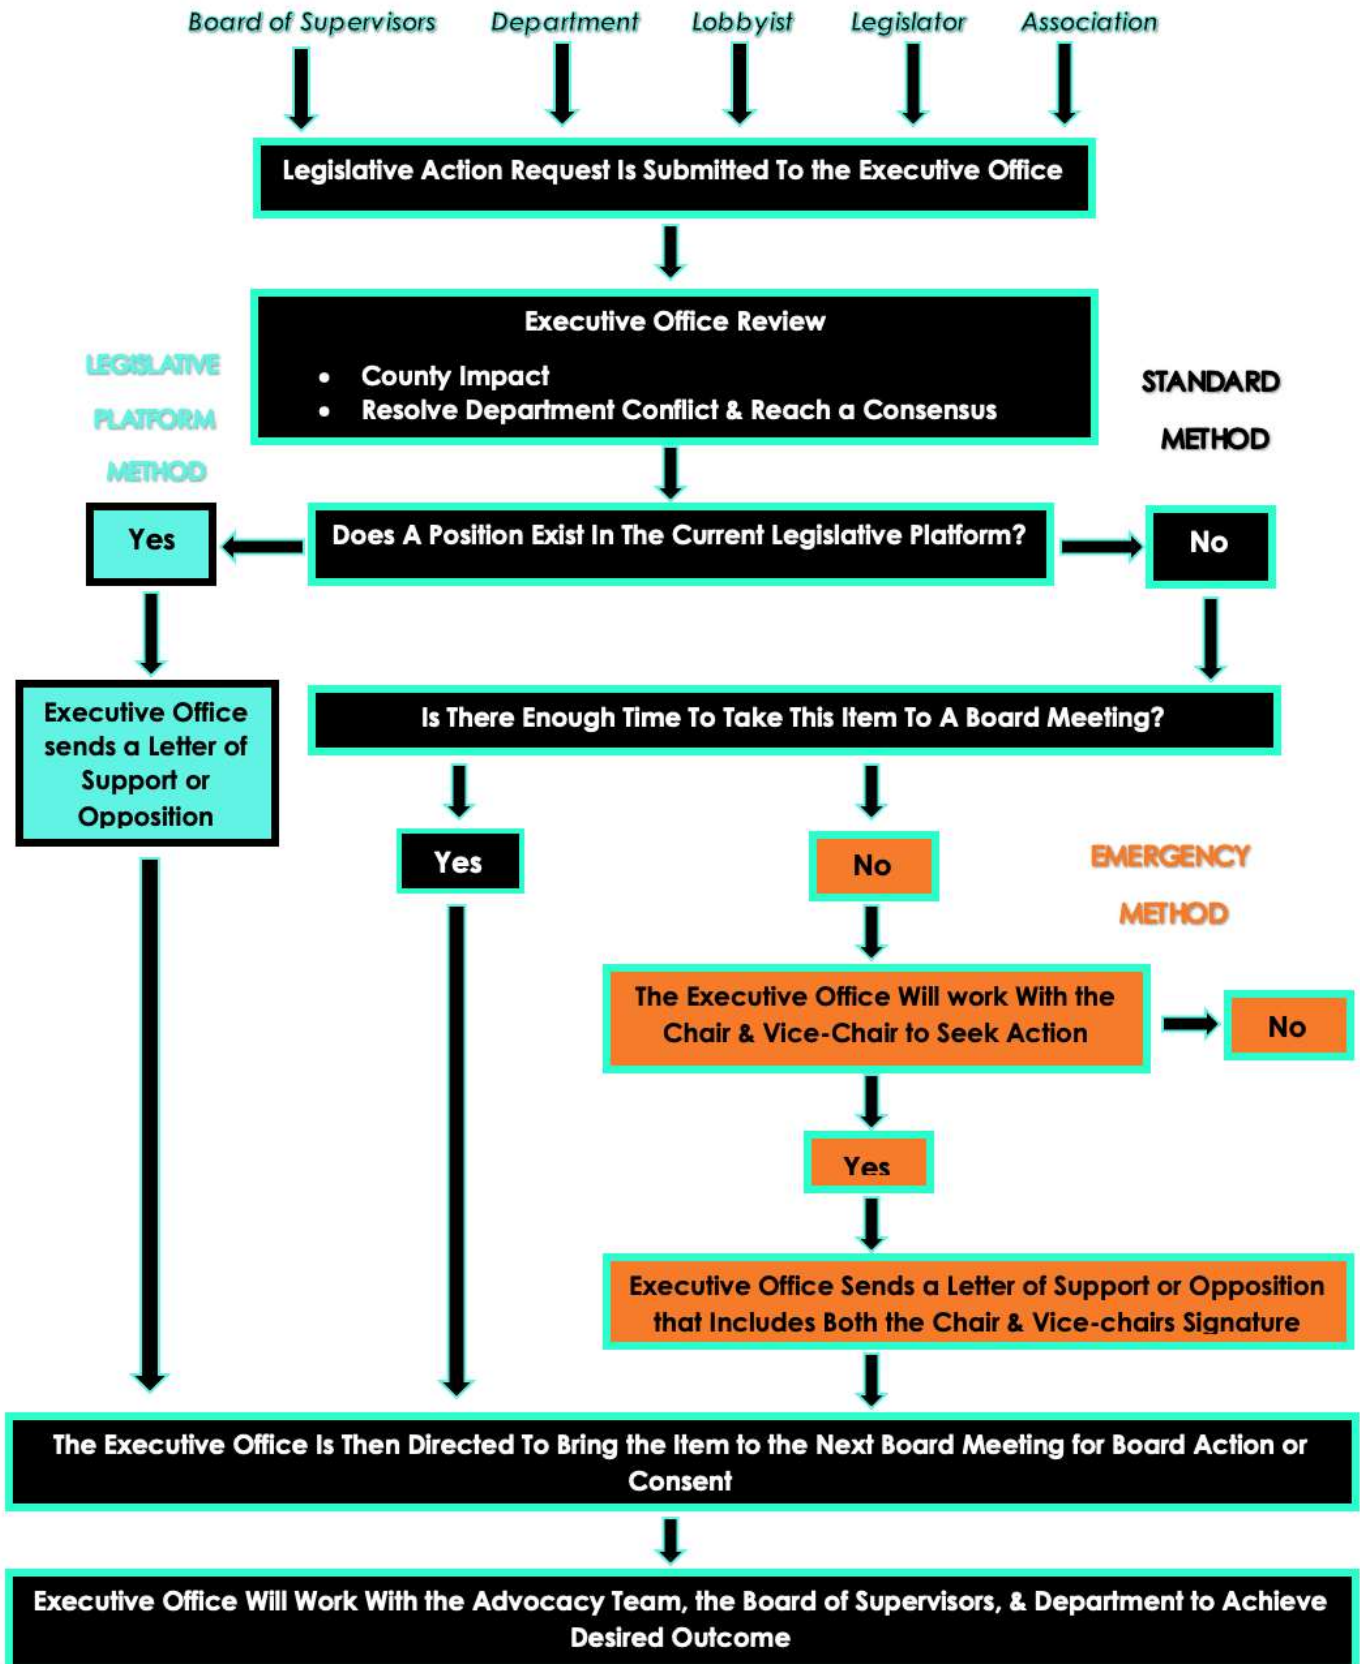 Board of Supervisors Department Lobbyist Legislator Association
Legislative Action Request Is Submitted To the Executive Office
Executive Office Review
• County Impact
• Resolve Department Conflict & Reach a Consensus
LEGISLATIVE
PLATFORM
METHOD
STANDARD
METHOD
Yes
Does A Position Exist In The Current Legislative Platform?
No
Executive Office
sends a Letter of
Support or
Opposition
Is There Enough Time To Take This Item To A Board Meeting?
Yes
No
EMERGENCY
METHOD
The Executive Office Will work With the
Chair & Vice-Chair to Seek Action
No
Yes
Executive Office Sends a Letter of Support or Opposition
that Includes Both the Chair & Vice-chairs Signature
The Executive Office Is Then Directed To Bring the Item to the Next Board Meeting for Board Action or
Consent
Executive Office Will Work With the Advocacy Team, the Board of Supervisors, & Department to Achieve
Desired Outcome